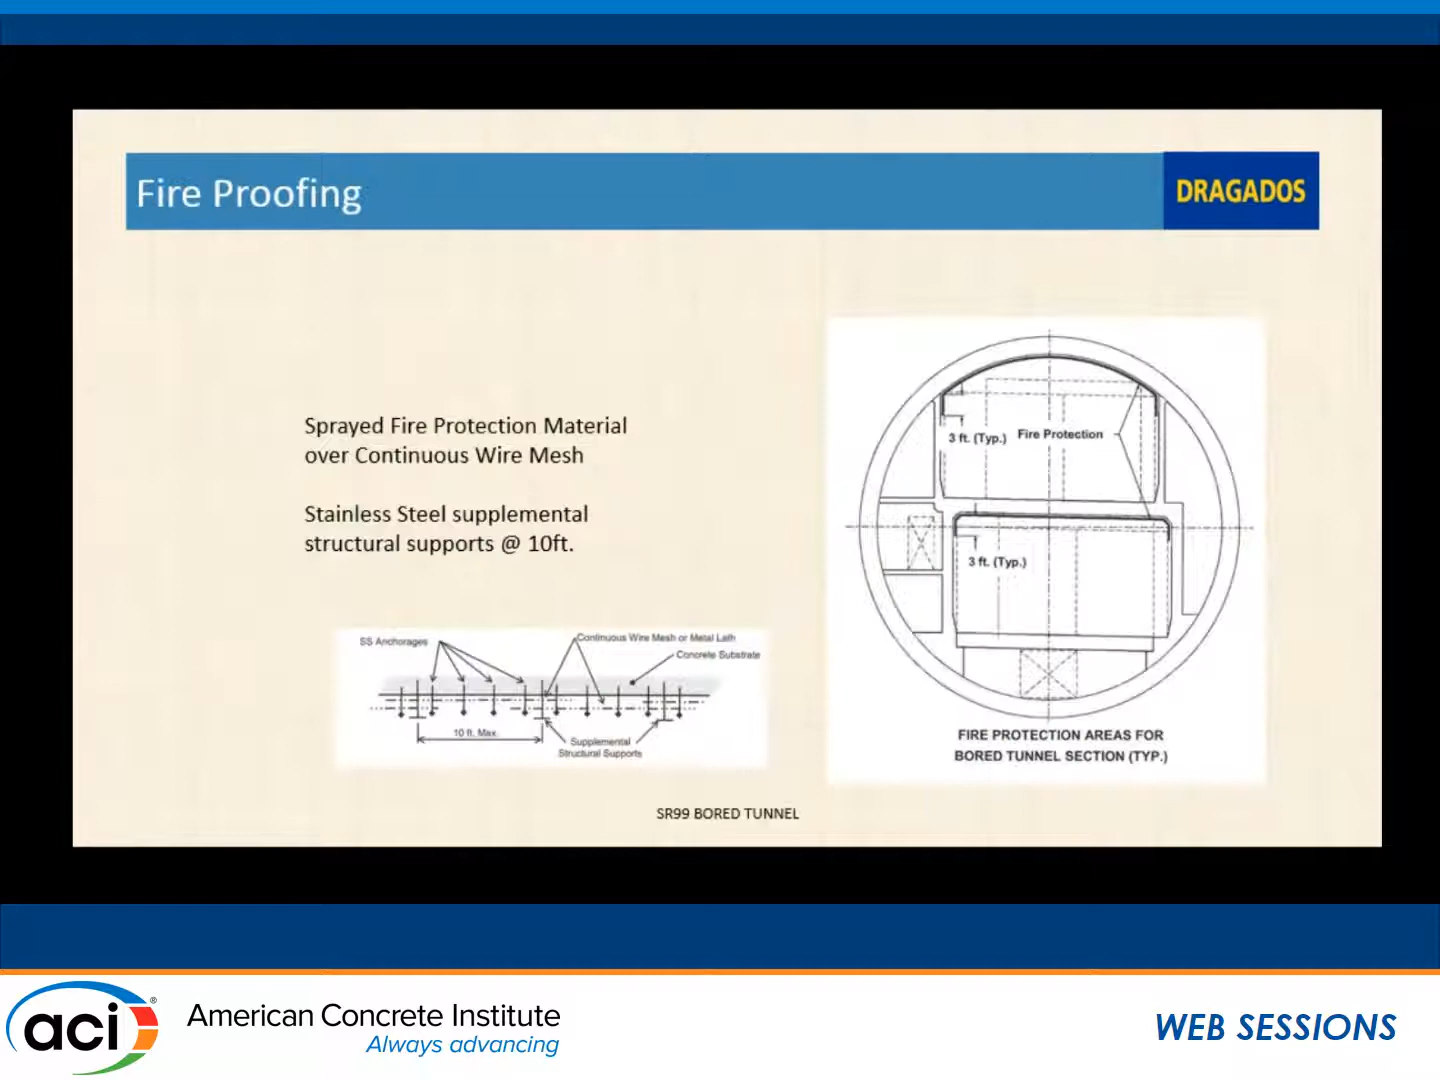 Fire Proofing
DRAGADOS
Sprayed Fire Protection Material
over Continuous Wire Mesh
Stainless Steel supplemental
structural supports @ 10ft.
SS Anchorages
Continuous Wire Mesh or Metal Lath
Concrete Substrate
10 ft. Max.
Supplemental
Structural Supports
3 ft. (Typ.)
Fire Protection
3 ft. (Typ.)
FIRE PROTECTION AREAS FOR
BORED TUNNEL SECTION (TYP.)
SR99 BORED TUNNEL
aci®
American Concrete Institute
Always advancing
WEB SESSIONS